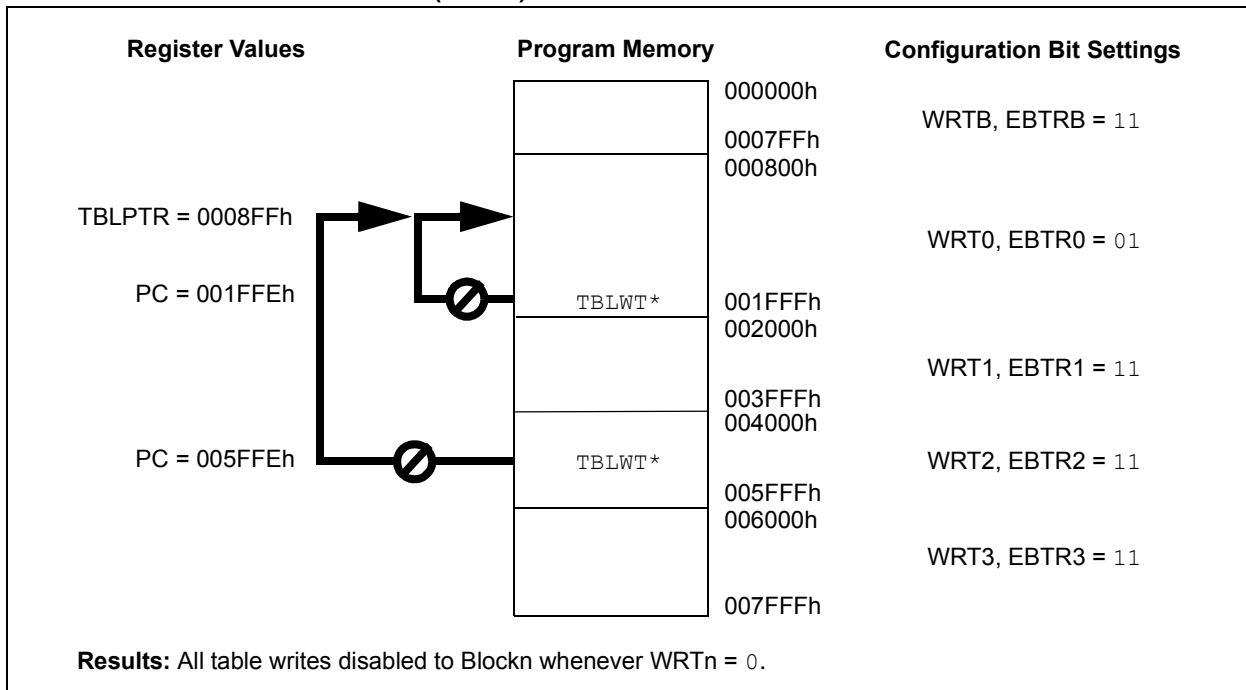 Register Values
Program Memory
Configuration Bit Settings
000000h
WRTB, EBTRB = 11
0007FFh
000800h
TBLPTR = 0008FFh
WRT0, EBTR0 = 01
PC = 001FFEh
TBLWT*
001FFFh
002000h
WRT1, EBTR1 = 11
003FFFh
004000h
PC = 005FFEh
TBLWT*
WRT2, EBTR2 = 11
005FFFh
006000h
WRT3, EBTR3 = 11
007FFFh
Results: All table writes disabled to Blockn whenever WRTn = 0.